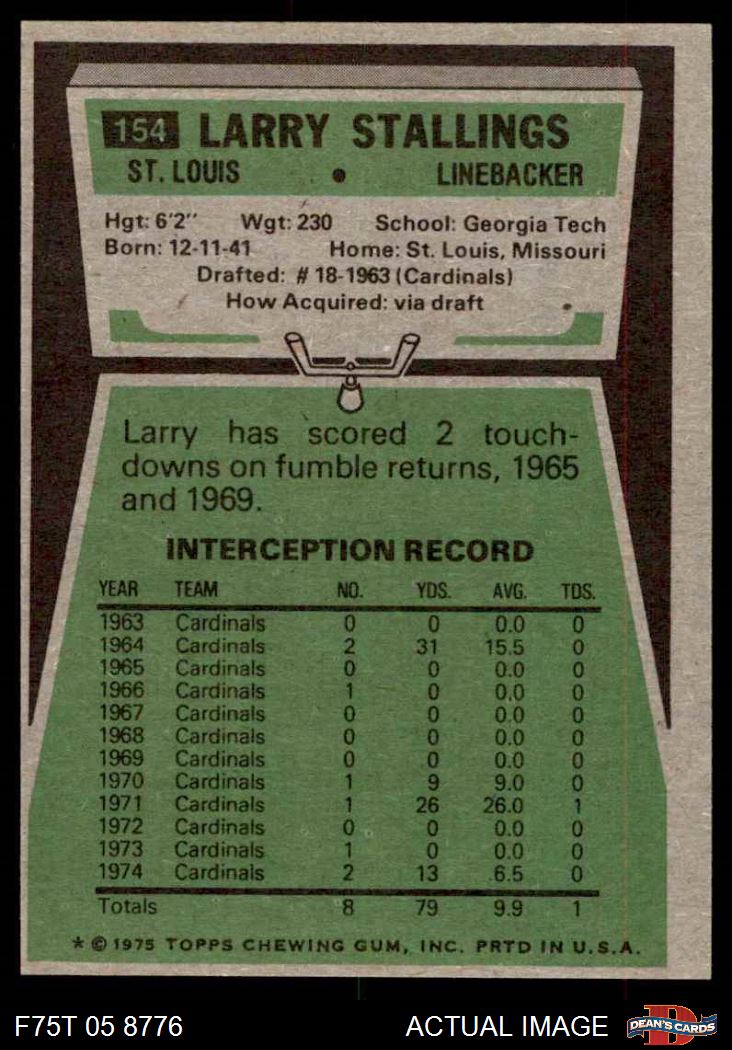 154 LARRY STALLINGS
ST. LOUIS • LINEBACKER
Hgt: 6'2" Wgt: 230 School: Georgia Tech
Born: 12-11-41 Home: St. Louis, Missouri
Drafted: # 18-1963 (Cardinals)
How Acquired: via draft
Larry has scored 2 touch-
downs on fumble returns, 1965
and 1969.
INTERCEPTION RECORD
YEAR TEAM NO. YDS. AVG. TDS.
1963 Cardinals 0 0 0.0 0
1964 Cardinals 2 31 15.5 0
1965 Cardinals 0 0 0.0 0
1966 Cardinals 1 0 0.0 0
1967 Cardinals 0 0 0.0 0
1968 Cardinals 0 0 0.0 0
1969 Cardinals 0 0 0.0 0
1970 Cardinals 1 9 9.0 0
1971 Cardinals 1 26 26.0 1
1972 Cardinals 0 0 0.0 0
1973 Cardinals 1 0 0.0 0
1974 Cardinals 2 13 6.5 0
Totals 8 79 9.9 1
* © 1975 TOPPS CHEWING GUM, INC. PRTD IN U.S.A.
F75T 05 8776 ACTUAL IMAGE D DEAN'S CARDS